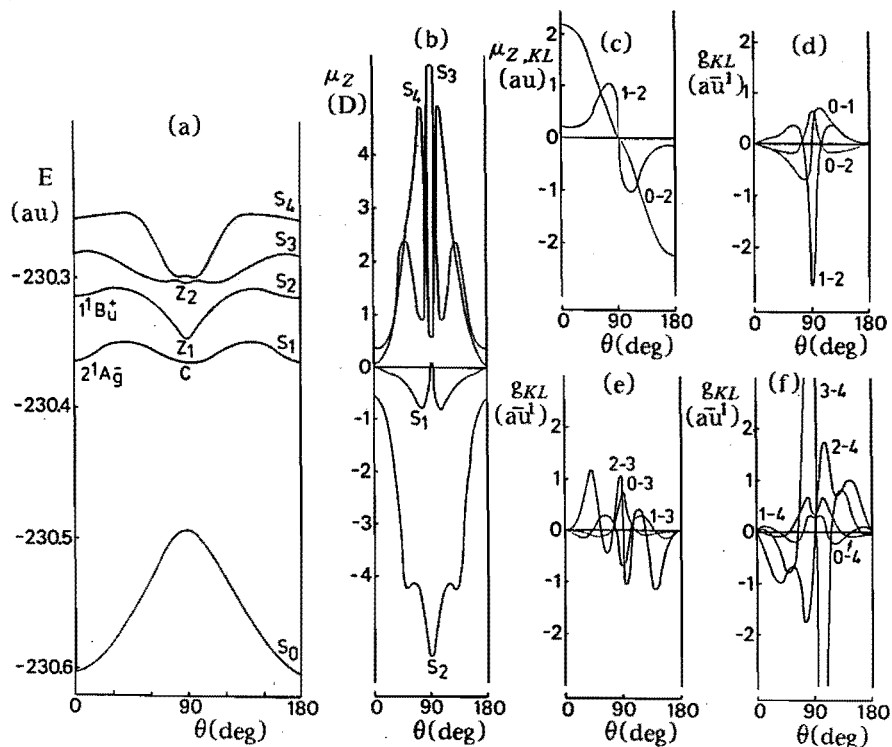 (a)
E
(au)
-230.3
-230.4
-230.5
-230.6
S4
S3
S2
S1
S0
Z2
Z1
C
1¹Bu⁺
2¹Ag⁻
0 90 180
θ(deg)
(b)
μZ
(D)
4
3
2
1
0
-1
-2
-3
-4
S4
S3
S1
S2
0 90 180
θ(deg)
(c)
μZ,KL
(au)
2
1
0
-1
-2
1-2
0-2
0 90 180
θ(deg)
(d)
gKL
(au⁻¹)
2
1
0
-1
-2
0-1
0-2
1-2
0 90 180
θ(deg)
(e)
gKL
(au⁻¹)
2
1
0
-1
-2
2-3
0-3
1-3
0 90 180
θ(deg)
(f)
gKL
(au⁻¹)
2
1
0
-1
-2
3-4
2-4
1-4
0-4
0 90 180
θ(deg)